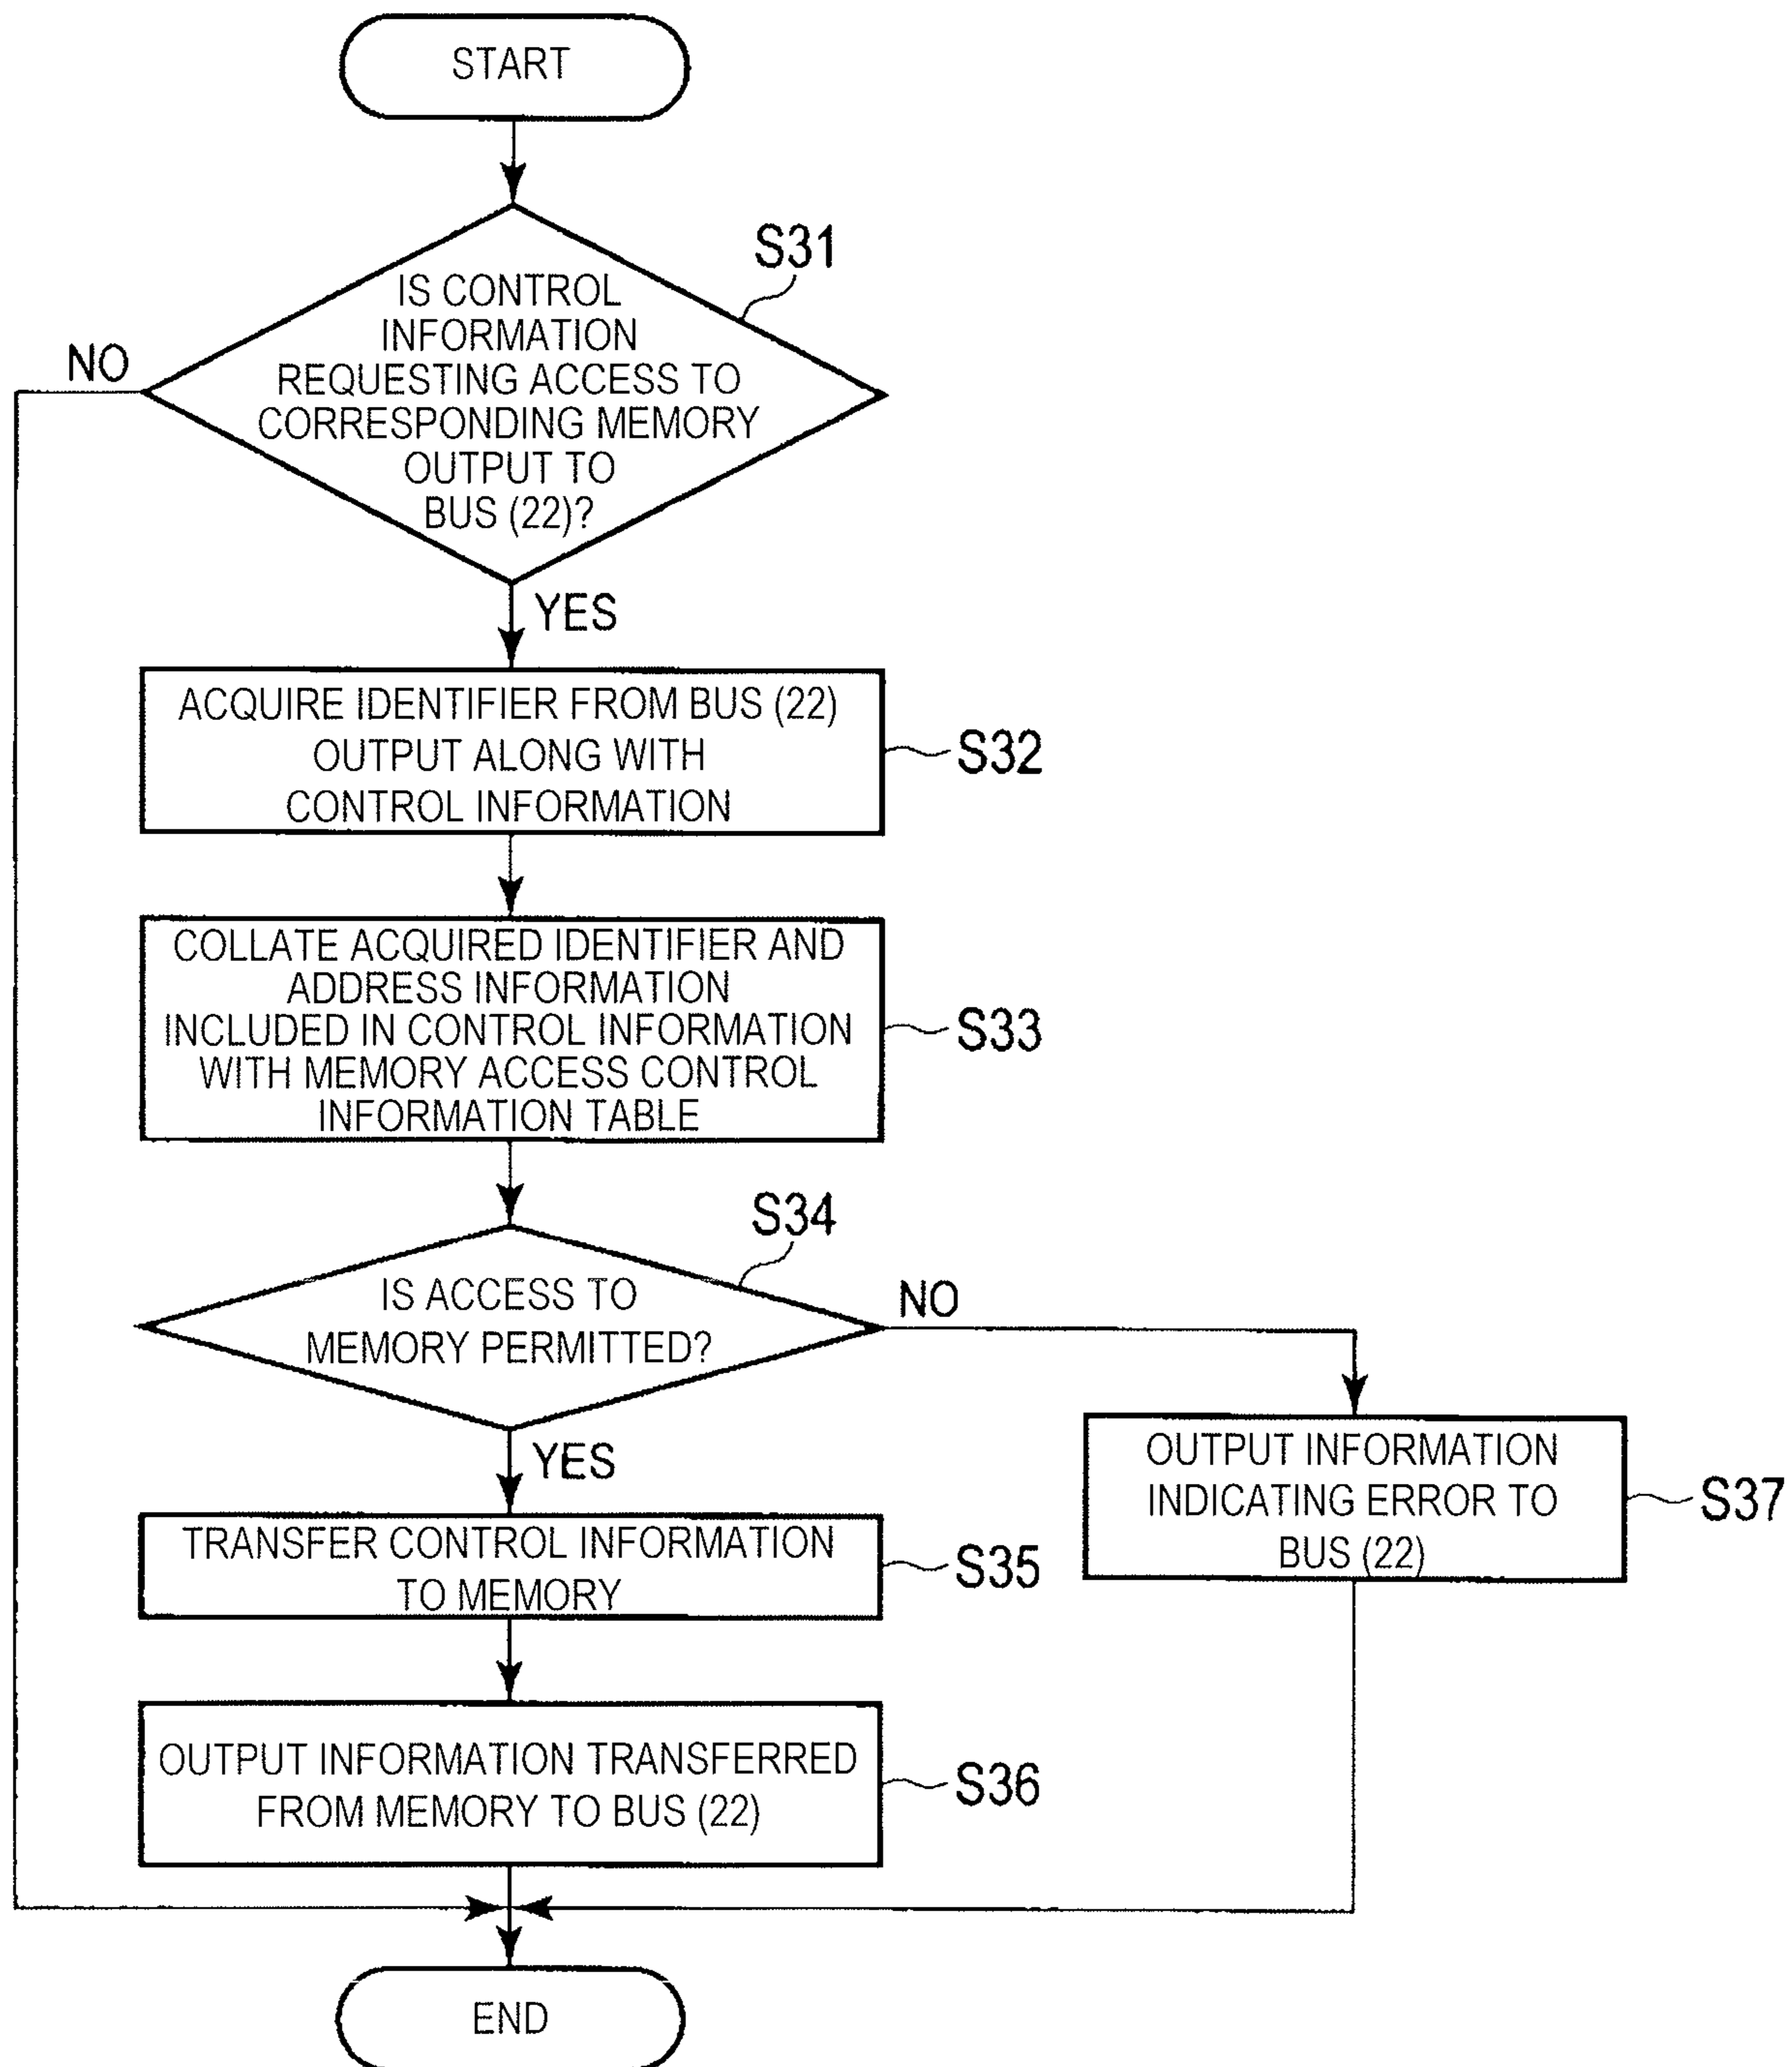 START
S31
IS CONTROL
INFORMATION
REQUESTING ACCESS TO
CORRESPONDING MEMORY
OUTPUT TO
BUS (22)?
NO
YES
ACQUIRE IDENTIFIER FROM BUS (22)
OUTPUT ALONG WITH
CONTROL INFORMATION
S32
COLLATE ACQUIRED IDENTIFIER AND
ADDRESS INFORMATION
INCLUDED IN CONTROL INFORMATION
WITH MEMORY ACCESS CONTROL
INFORMATION TABLE
S33
S34
IS ACCESS TO
MEMORY PERMITTED?
NO
YES
OUTPUT INFORMATION
INDICATING ERROR TO
BUS (22)
S37
TRANSFER CONTROL INFORMATION
TO MEMORY
S35
OUTPUT INFORMATION TRANSFERRED
FROM MEMORY TO BUS (22)
S36
END